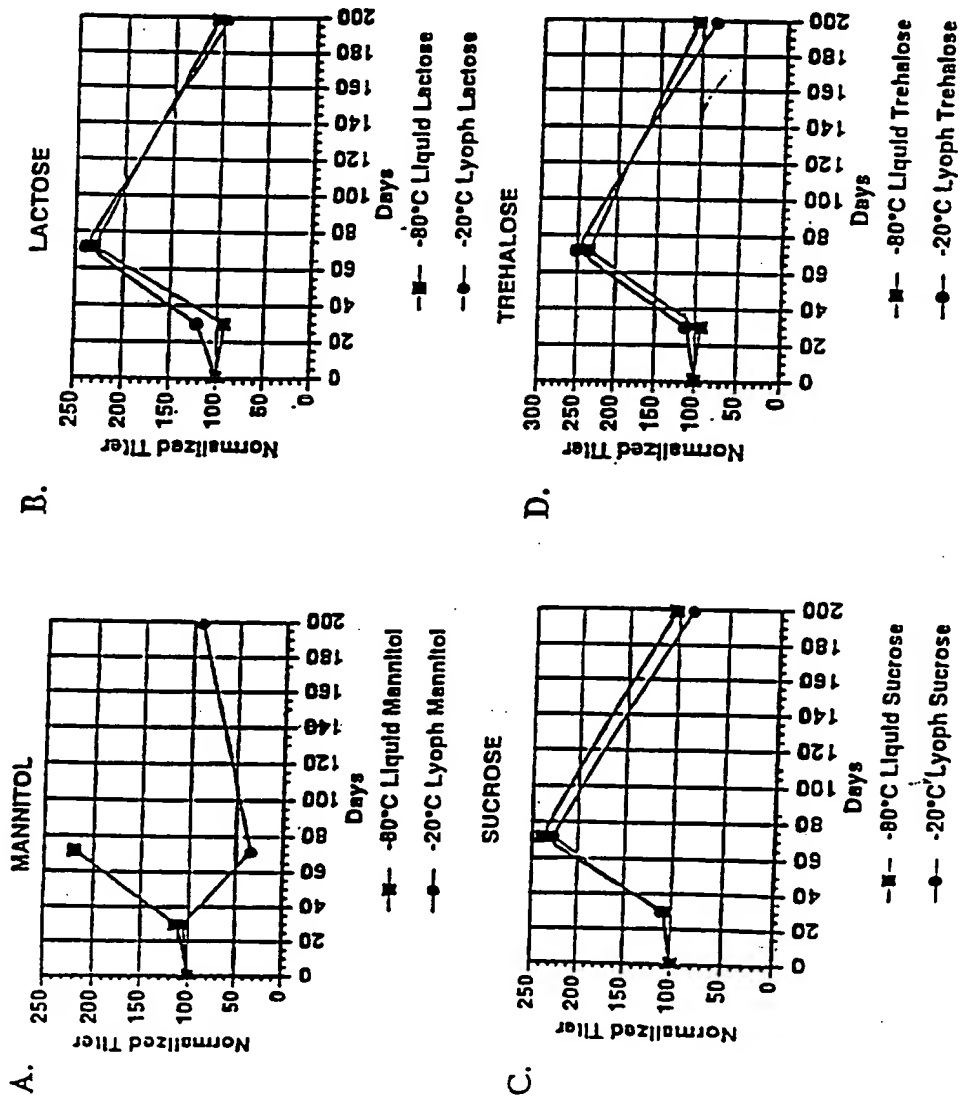 A.
MANNITOL
Normalized Titer
250
200
150
100
50
0
0 20 40 60 80 100 120 140 160 180 200
Days
-80°C Liquid Mannitol
-20°C Lyoph Mannitol
B.
LACTOSE
Normalized Titer
250
200
150
100
50
0
0 20 40 60 80 100 120 140 160 180 200
Days
-80°C Liquid Lactose
-20°C Lyoph Lactose
C.
SUCROSE
Normalized Titer
250
200
150
100
50
0
0 20 40 60 80 100 120 140 160 180 200
Days
-80°C Liquid Sucrose
-20°C Lyoph Sucrose
D.
TREHALOSE
Normalized Titer
300
250
200
150
100
50
0
0 20 40 60 80 100 120 140 160 180 200
Days
-80°C Liquid Trehalose
-20°C Lyoph Trehalose